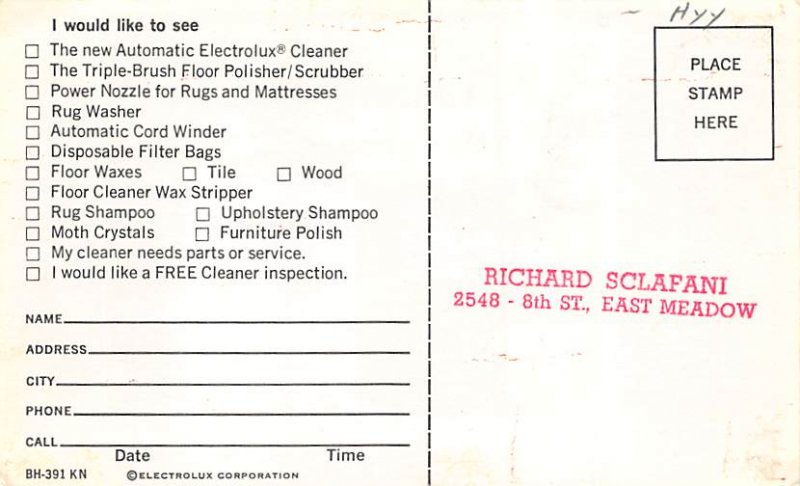 I would like to see
☐ The new Automatic Electrolux® Cleaner
☐ The Triple-Brush Floor Polisher/Scrubber
☐ Power Nozzle for Rugs and Mattresses
☐ Rug Washer
☐ Automatic Cord Winder
☐ Disposable Filter Bags
☐ Floor Waxes ☐ Tile ☐ Wood
☐ Floor Cleaner Wax Stripper
☐ Rug Shampoo ☐ Upholstery Shampoo
☐ Moth Crystals ☐ Furniture Polish
☐ My cleaner needs parts or service.
☐ I would like a FREE Cleaner inspection.
NAME
ADDRESS
CITY
PHONE
CALL
Date Time
BH-391 KN ©ELECTROLUX CORPORATION
PLACE
STAMP
HERE
RICHARD SCLAFANI
2548 - 8th ST., EAST MEADOW